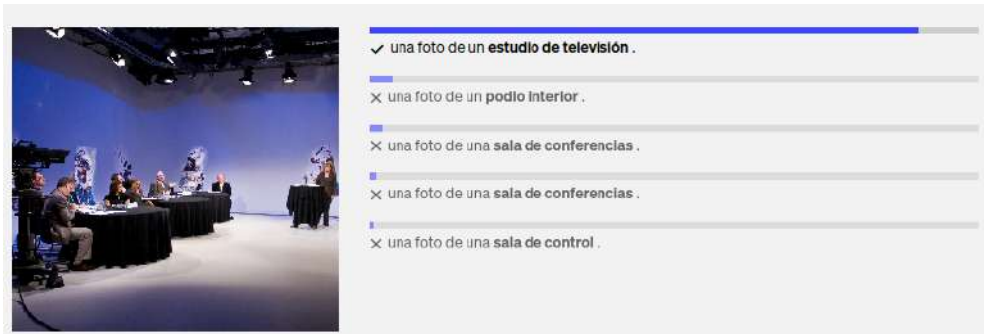 ✓ una foto de un estudio de televisión .
× una foto de un podio interior .
× una foto de una sala de conferencias .
× una foto de una sala de conferencias .
× una foto de una sala de control .